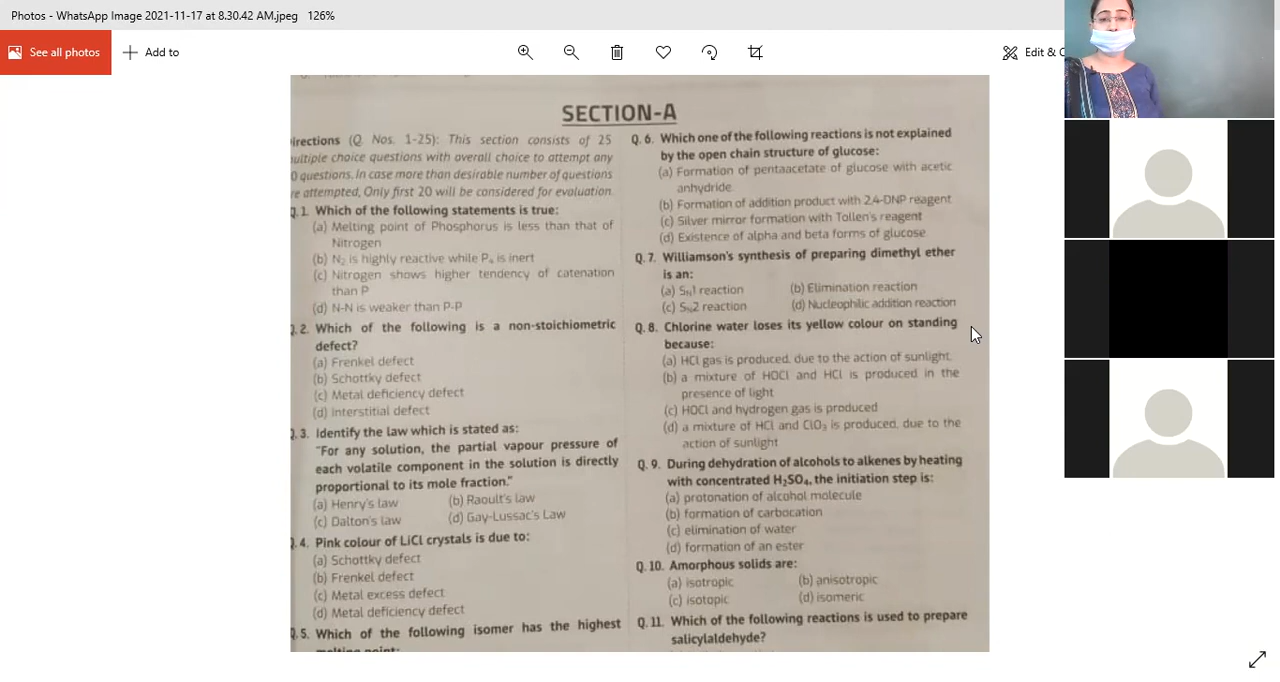 Photos - WhatsApp Image 2021-11-17 at 8.30.42 AM.jpeg 126%
See all photos
Add to
Edit & C
SECTION-A
irections (Q Nos. 1-25): This section consists of 25
ultiple choice questions with overall choice to attempt any
0 questions. In case more than desirable number of questions
re attempted, Only first 20 will be considered for evaluation.
Q.1. Which of the following statements is true:
(a) Melting point of Phosphorus is less than that of
Nitrogen
(b) N₂ is highly reactive while P₄ is inert
(c) Nitrogen shows higher tendency of catenation
than P
(d) N-N is weaker than P-P
Q.2. Which of the following is a non-stoichiometric
defect?
(a) Frenkel defect
(b) Schottky defect
(c) Metal deficiency defect
(d) Interstitial defect
Q.3. Identify the law which is stated as:
"For any solution, the partial vapour pressure of
each volatile component in the solution is directly
proportional to its mole fraction."
(a) Henry's law (b) Raoult's law
(c) Dalton's law (d) Gay-Lussac's Law
Q.4. Pink colour of LiCl crystals is due to:
(a) Schottky defect
(b) Frenkel defect
(c) Metal excess defect
(d) Metal deficiency defect
Q.5. Which of the following isomer has the highest
melting point:
Q.6. Which one of the following reactions is not explained
by the open chain structure of glucose:
(a) Formation of pentaacetate of glucose with acetic
anhydride
(b) Formation of addition product with 2,4-DNP reagent
(c) Silver mirror formation with Tollen's reagent
(d) Existence of alpha and beta forms of glucose
Q.7. Williamson's synthesis of preparing dimethyl ether
is an:
(a) SN1 reaction (b) Elimination reaction
(c) SN2 reaction (d) Nucleophilic addition reaction
Q.8. Chlorine water loses its yellow colour on standing
because:
(a) HCl gas is produced, due to the action of sunlight.
(b) a mixture of HOCl and HCl is produced in the
presence of light
(c) HOCl and hydrogen gas is produced
(d) a mixture of HCl and ClO₃ is produced, due to the
action of sunlight
Q.9. During dehydration of alcohols to alkenes by heating
with concentrated H₂SO₄, the initiation step is:
(a) protonation of alcohol molecule
(b) formation of carbocation
(c) elimination of water
(d) formation of an ester
Q.10. Amorphous solids are:
(a) isotropic (b) anisotropic
(c) isotopic (d) isomeric
Q.11. Which of the following reactions is used to prepare
salicylaldehyde?